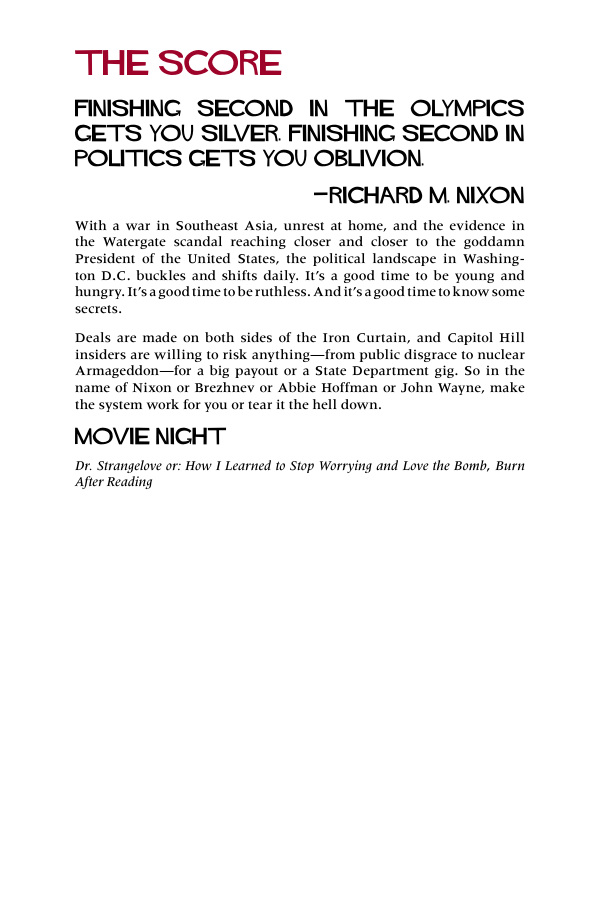 THE SCORE
FINISHING SECOND IN THE OLYMPICS
GETS YOU SILVER. FINISHING SECOND IN
POLITICS GETS YOU OBLIVION.
—RICHARD M. NIXON
With a war in Southeast Asia, unrest at home, and the evidence in
the Watergate scandal reaching closer and closer to the goddamn
President of the United States, the political landscape in Washing-
ton D.C. buckles and shifts daily. It's a good time to be young and
hungry. It's a good time to be ruthless. And it's a good time to know some
secrets.
Deals are made on both sides of the Iron Curtain, and Capitol Hill
insiders are willing to risk anything—from public disgrace to nuclear
Armageddon—for a big payout or a State Department gig. So in the
name of Nixon or Brezhnev or Abbie Hoffman or John Wayne, make
the system work for you or tear it the hell down.
MOVIE NIGHT
Dr. Strangelove or: How I Learned to Stop Worrying and Love the Bomb, Burn
After Reading